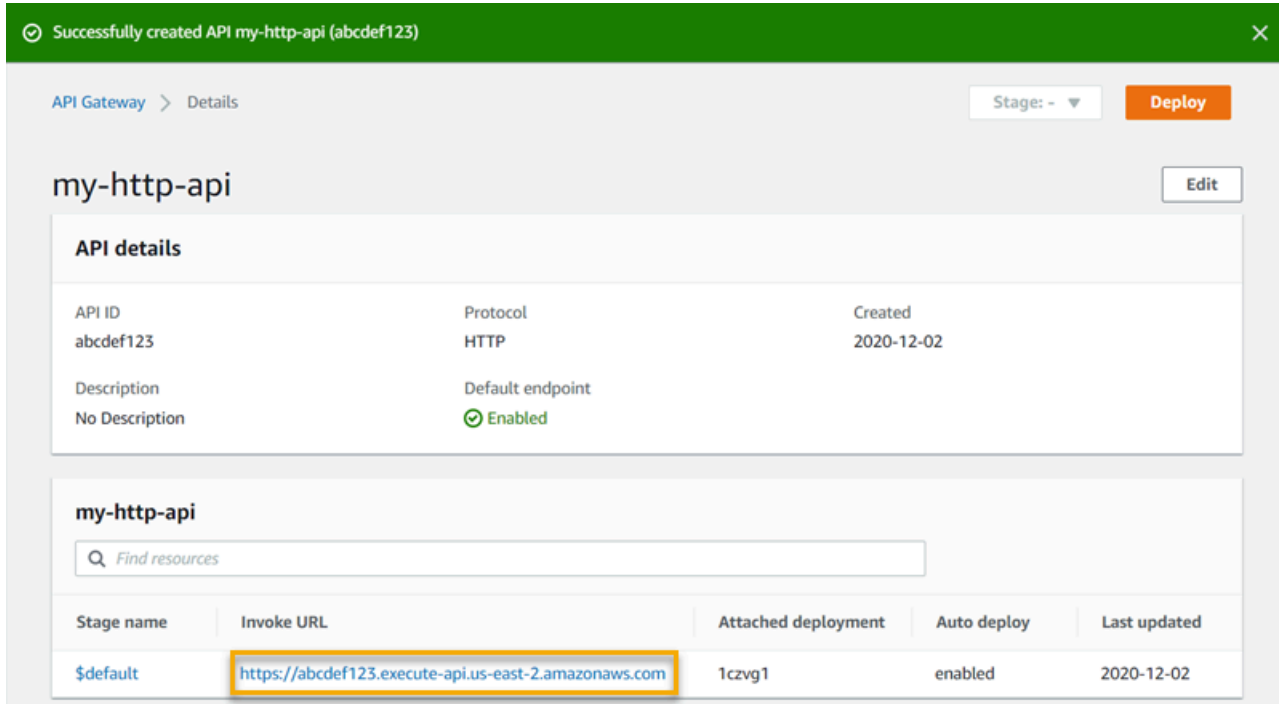 Successfully created API my-http-api (abcdef123)
API Gateway > Details
Stage: -
Deploy
my-http-api
Edit
API details
API ID
Protocol
Created
abcdef123
HTTP
2020-12-02
Description
Default endpoint
No Description
Enabled
my-http-api
Find resources
Stage name
Invoke URL
Attached deployment
Auto deploy
Last updated
$default
https://abcdef123.execute-api.us-east-2.amazonaws.com
1czvg1
enabled
2020-12-02